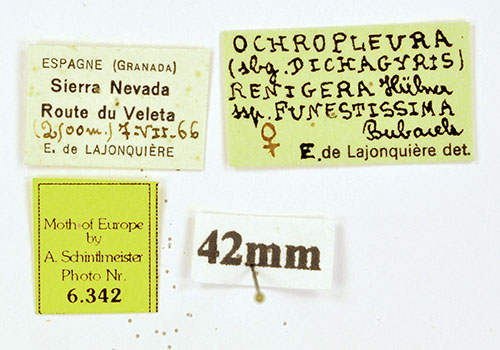 ESPAGNE (GRANADA)
Sierra Nevada
Route du Veleta
(2500m.) 7.VII.66
E. de LAJONQUIÈRE
OCHROPLEVRA
(sbg. DICHAGYRIS)
RENIGERA Hübner
ssp. FUNESTISSIMA
Bubacek
♀
E. de Lajonquière det.
Moth of Europe
by
A. Schintlmeister
Photo Nr.
6.342
42mm